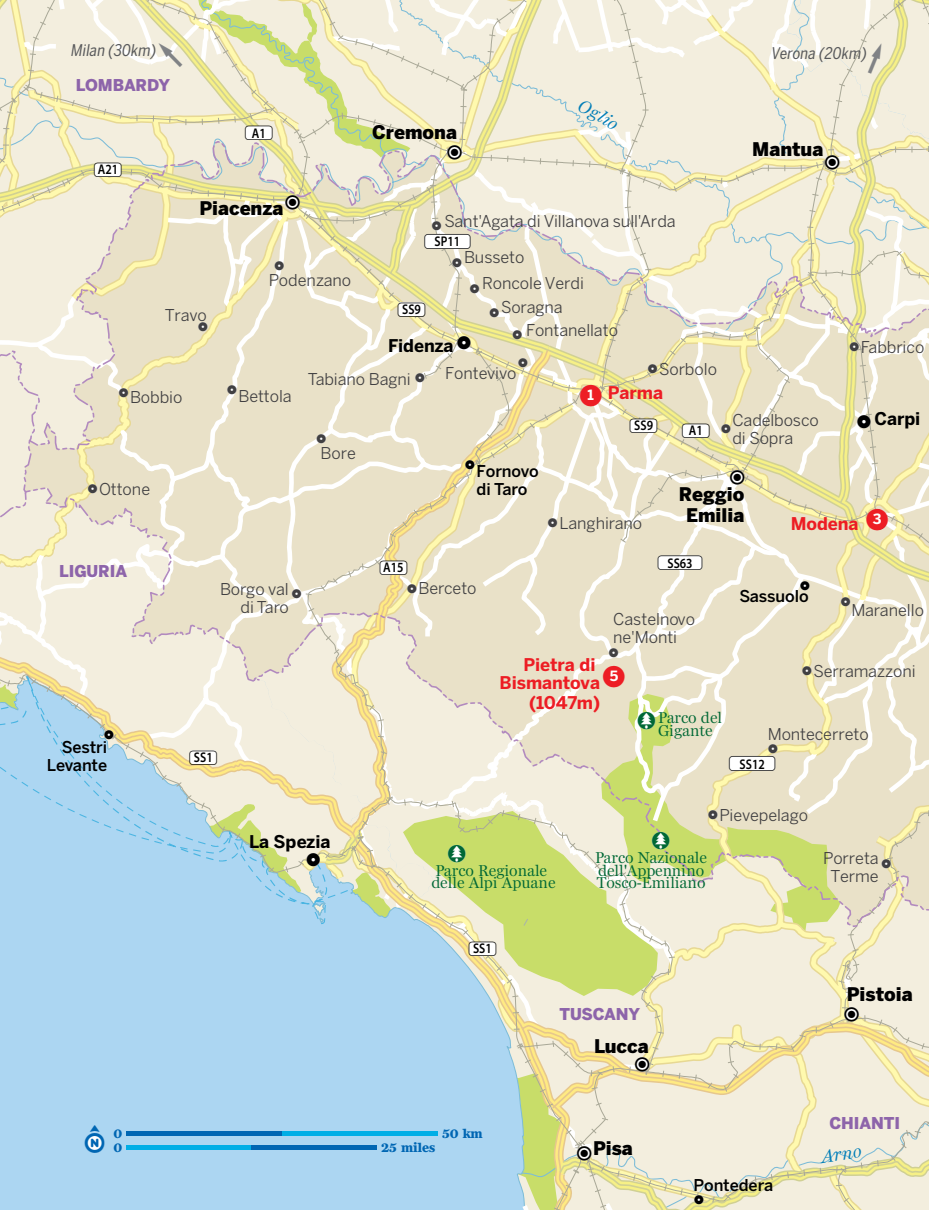 Milan (30km)
Verona (20km)
LOMBARDY
Oglio
A1
Cremona
Mantua
A21
Piacenza
Sant'Agata di Villanova sull'Arda
SP11
Busseto
Podenzano
Roncole Verdi
Soragna
SS9
Travo
Fontanellato
Fidenza
Fabbrico
Fontevivo
Sorbolo
Tabiano Bagni
Bobbio
Bettola
1 Parma
Carpi
SS9
A1
Cadelbosco
di Sopra
Bore
Fornovo
di Taro
Ottone
Reggio
Emilia
Langhirano
Modena 3
LIGURIA
A15
SS63
Borgo val
di Taro
Berceto
Sassuolo
Maranello
Castelnovo
ne'Monti
Pietra di
Bismantova
(1047m)
5
Serramazzoni
Parco del
Gigante
Sestri
Levante
Montecerreto
SS1
SS12
Pievepelago
La Spezia
Parco Regionale
delle Alpi Apuane
Parco Nazionale
dell'Appennino
Tosco-Emiliano
Porreta
Terme
SS1
Pistoia
TUSCANY
Lucca
CHIANTI
N
0 50 km
0 25 miles
Pisa
Arno
Pontedera